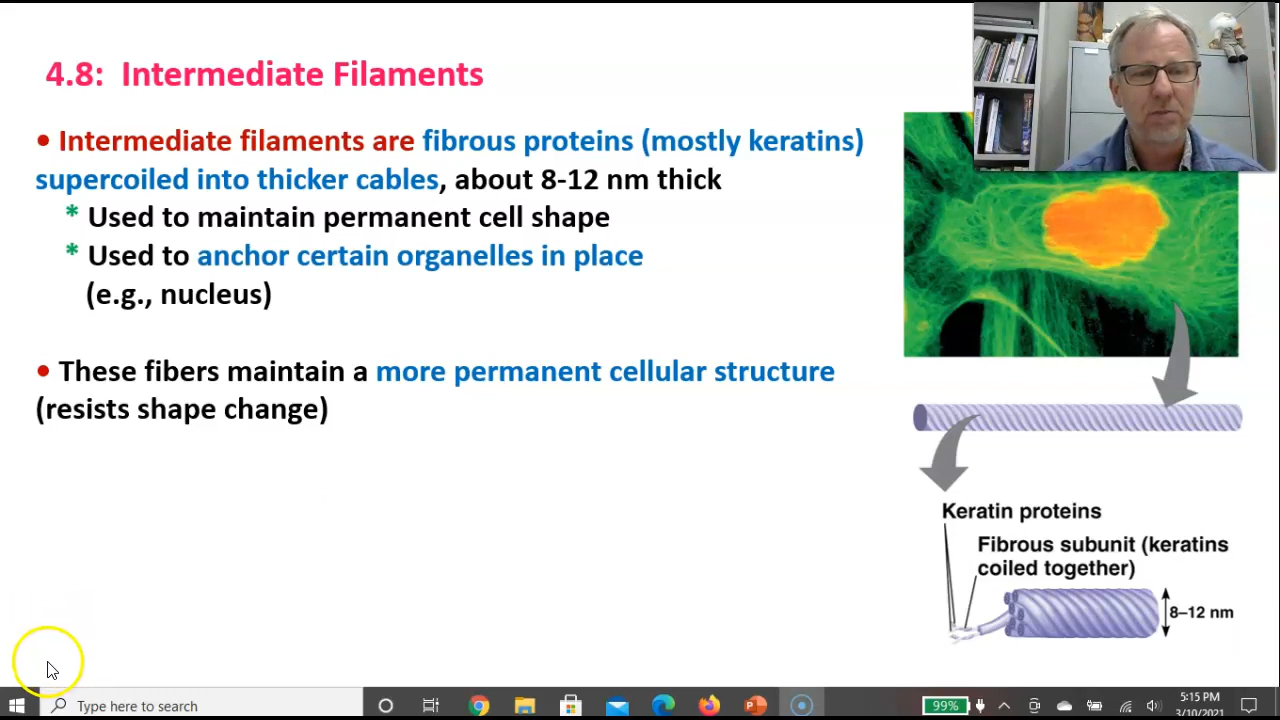 4.8: Intermediate Filaments
• Intermediate filaments are fibrous proteins (mostly keratins)
supercoiled into thicker cables, about 8-12 nm thick
* Used to maintain permanent cell shape
* Used to anchor certain organelles in place
(e.g., nucleus)
• These fibers maintain a more permanent cellular structure
(resists shape change)
Keratin proteins
Fibrous subunit (keratins
coiled together)
8–12 nm
Type here to search
99%
5:15 PM
3/10/2021